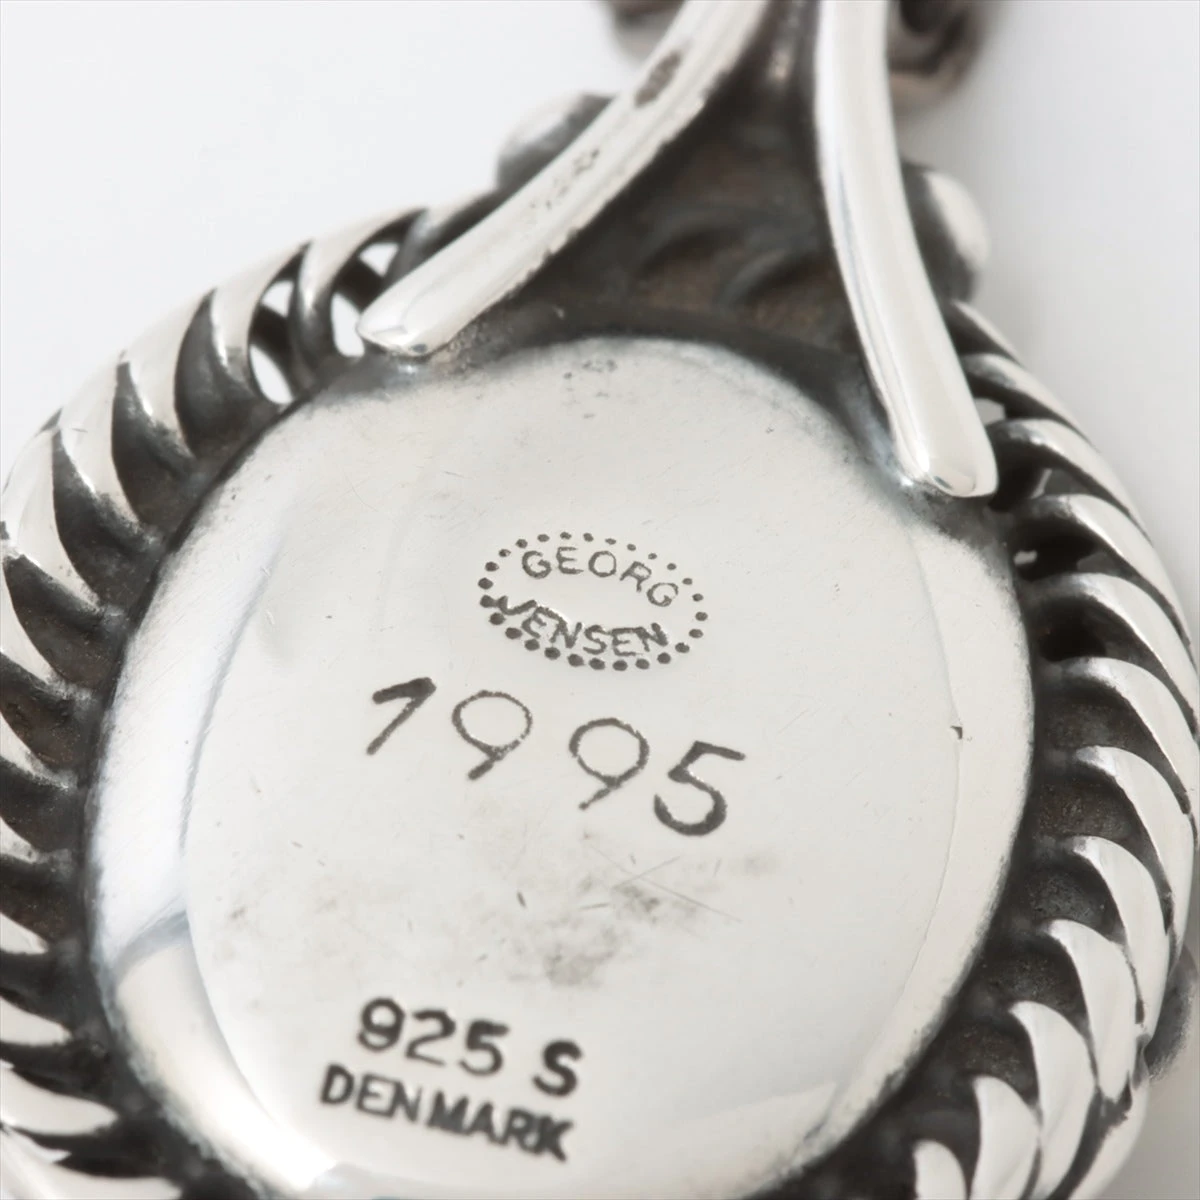 GEORG
JENSEN
1995
925 S
DENMARK